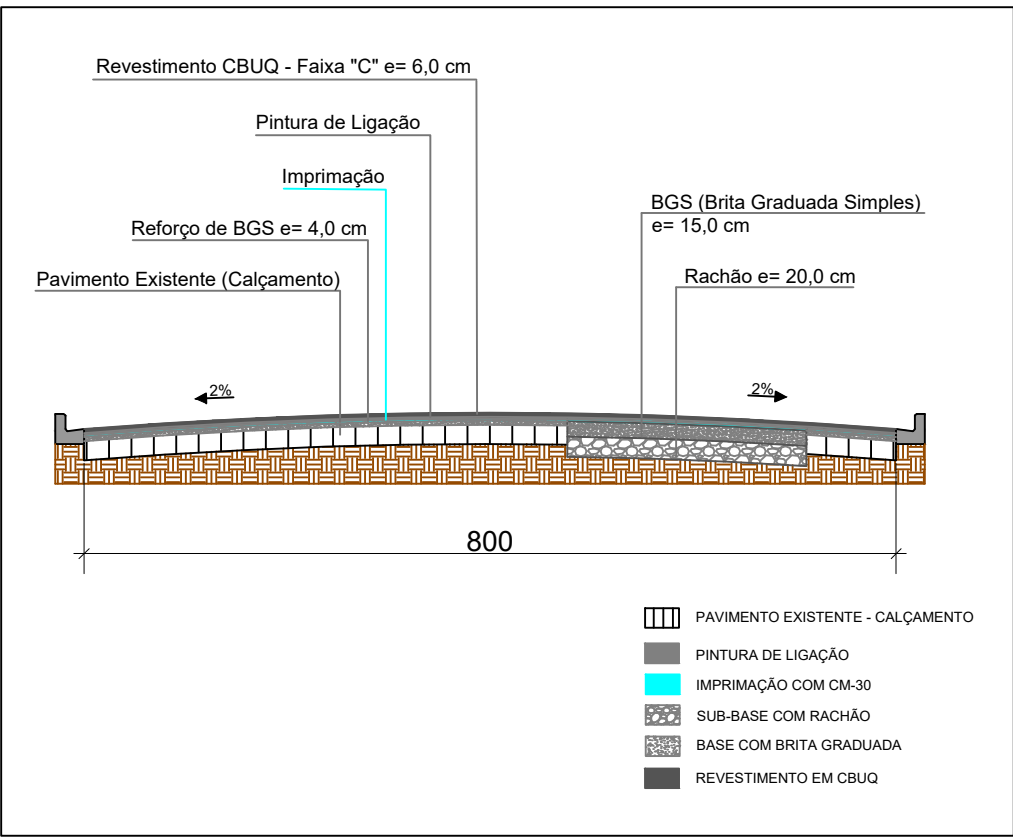 Revestimento CBUQ - Faixa "C" e= 6,0 cm
Pintura de Ligação
Imprimação
Reforço de BGS e= 4,0 cm
Pavimento Existente (Calçamento)
BGS (Brita Graduada Simples)
e= 15,0 cm
Rachão e= 20,0 cm
2%
2%
800
PAVIMENTO EXISTENTE - CALÇAMENTO
PINTURA DE LIGAÇÃO
IMPRIMAÇÃO COM CM-30
SUB-BASE COM RACHÃO
BASE COM BRITA GRADUADA
REVESTIMENTO EM CBUQ